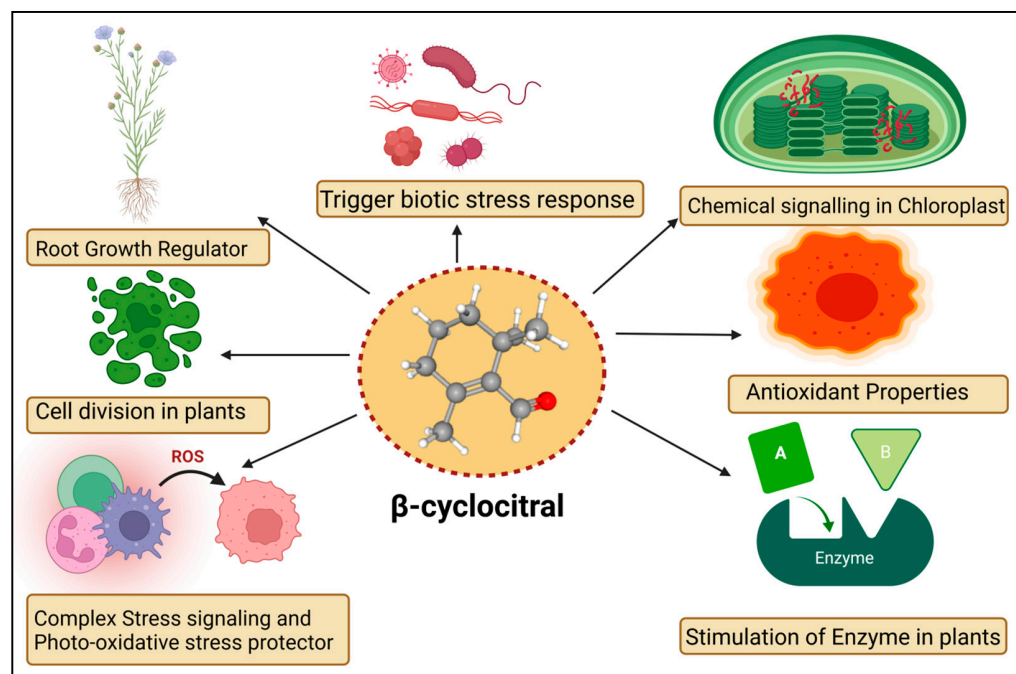 Trigger biotic stress response
Chemical signalling in Chloroplast
Root Growth Regulator
Antioxidant Properties
Cell division in plants
ROS
A
B
Enzyme
β-cyclocitral
Complex Stress signaling and
Photo-oxidative stress protector
Stimulation of Enzyme in plants